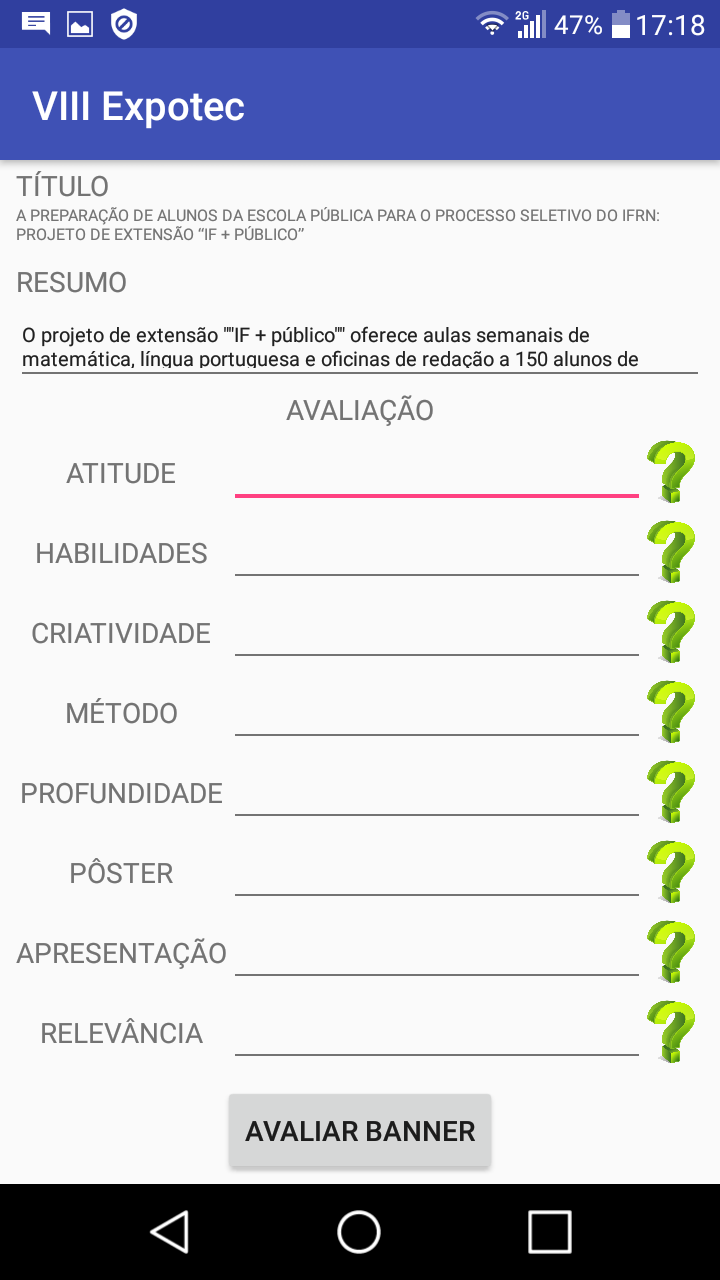 2G 47% 17:18
VIII Expotec
TÍTULO
A PREPARAÇÃO DE ALUNOS DA ESCOLA PÚBLICA PARA O PROCESSO SELETIVO DO IFRN:
PROJETO DE EXTENSÃO “IF + PÚBLICO”
RESUMO
O projeto de extensão ""IF + público"" oferece aulas semanais de
matemática, língua portuguesa e oficinas de redação a 150 alunos de
AVALIAÇÃO
ATITUDE
HABILIDADES
CRIATIVIDADE
MÉTODO
PROFUNDIDADE
PÔSTER
APRESENTAÇÃO
RELEVÂNCIA
AVALIAR BANNER